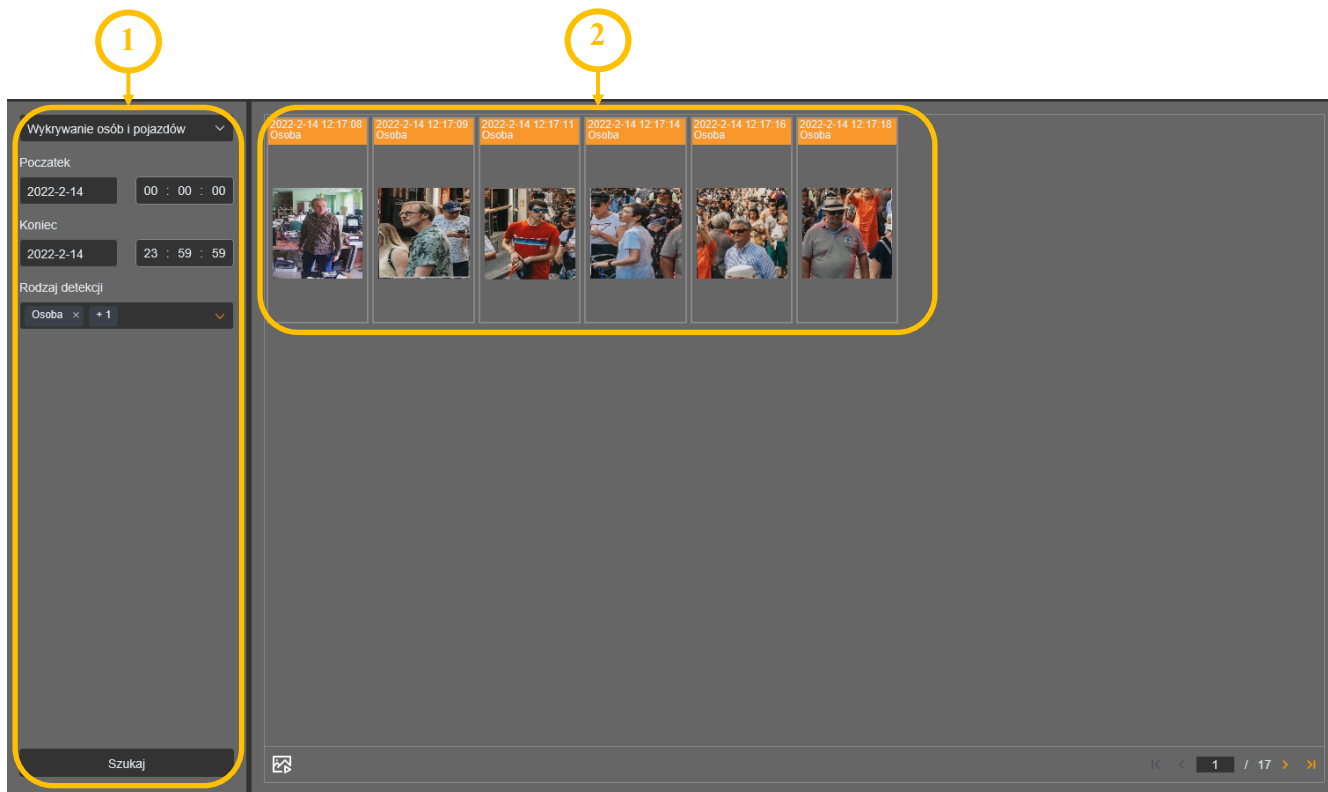 1
2
Wykrywanie osób i pojazdów
Poczatek
2022-2-14 00 : 00 : 00
Koniec
2022-2-14 23 : 59 : 59
Rodzaj detekcji
Osoba × + 1
Szukaj
2022-2-14 12:17:08
Osoba
2022-2-14 12:17:09
Osoba
2022-2-14 12:17:11
Osoba
2022-2-14 12:17:14
Osoba
2022-2-14 12:17:16
Osoba
2022-2-14 12:17:18
Osoba
1 / 17